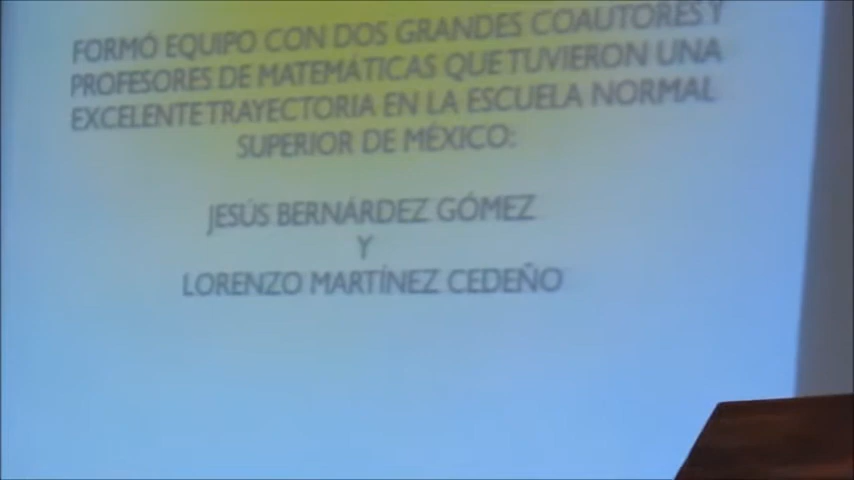 FORMÓ EQUIPO CON DOS GRANDES COAUTORES Y
PROFESORES DE MATEMÁTICAS QUE TUVIERON UNA
EXCELENTE TRAYECTORIA EN LA ESCUELA NORMAL
SUPERIOR DE MÉXICO:
JESÚS BERNÁRDEZ GÓMEZ
Y
LORENZO MARTÍNEZ CEDEÑO